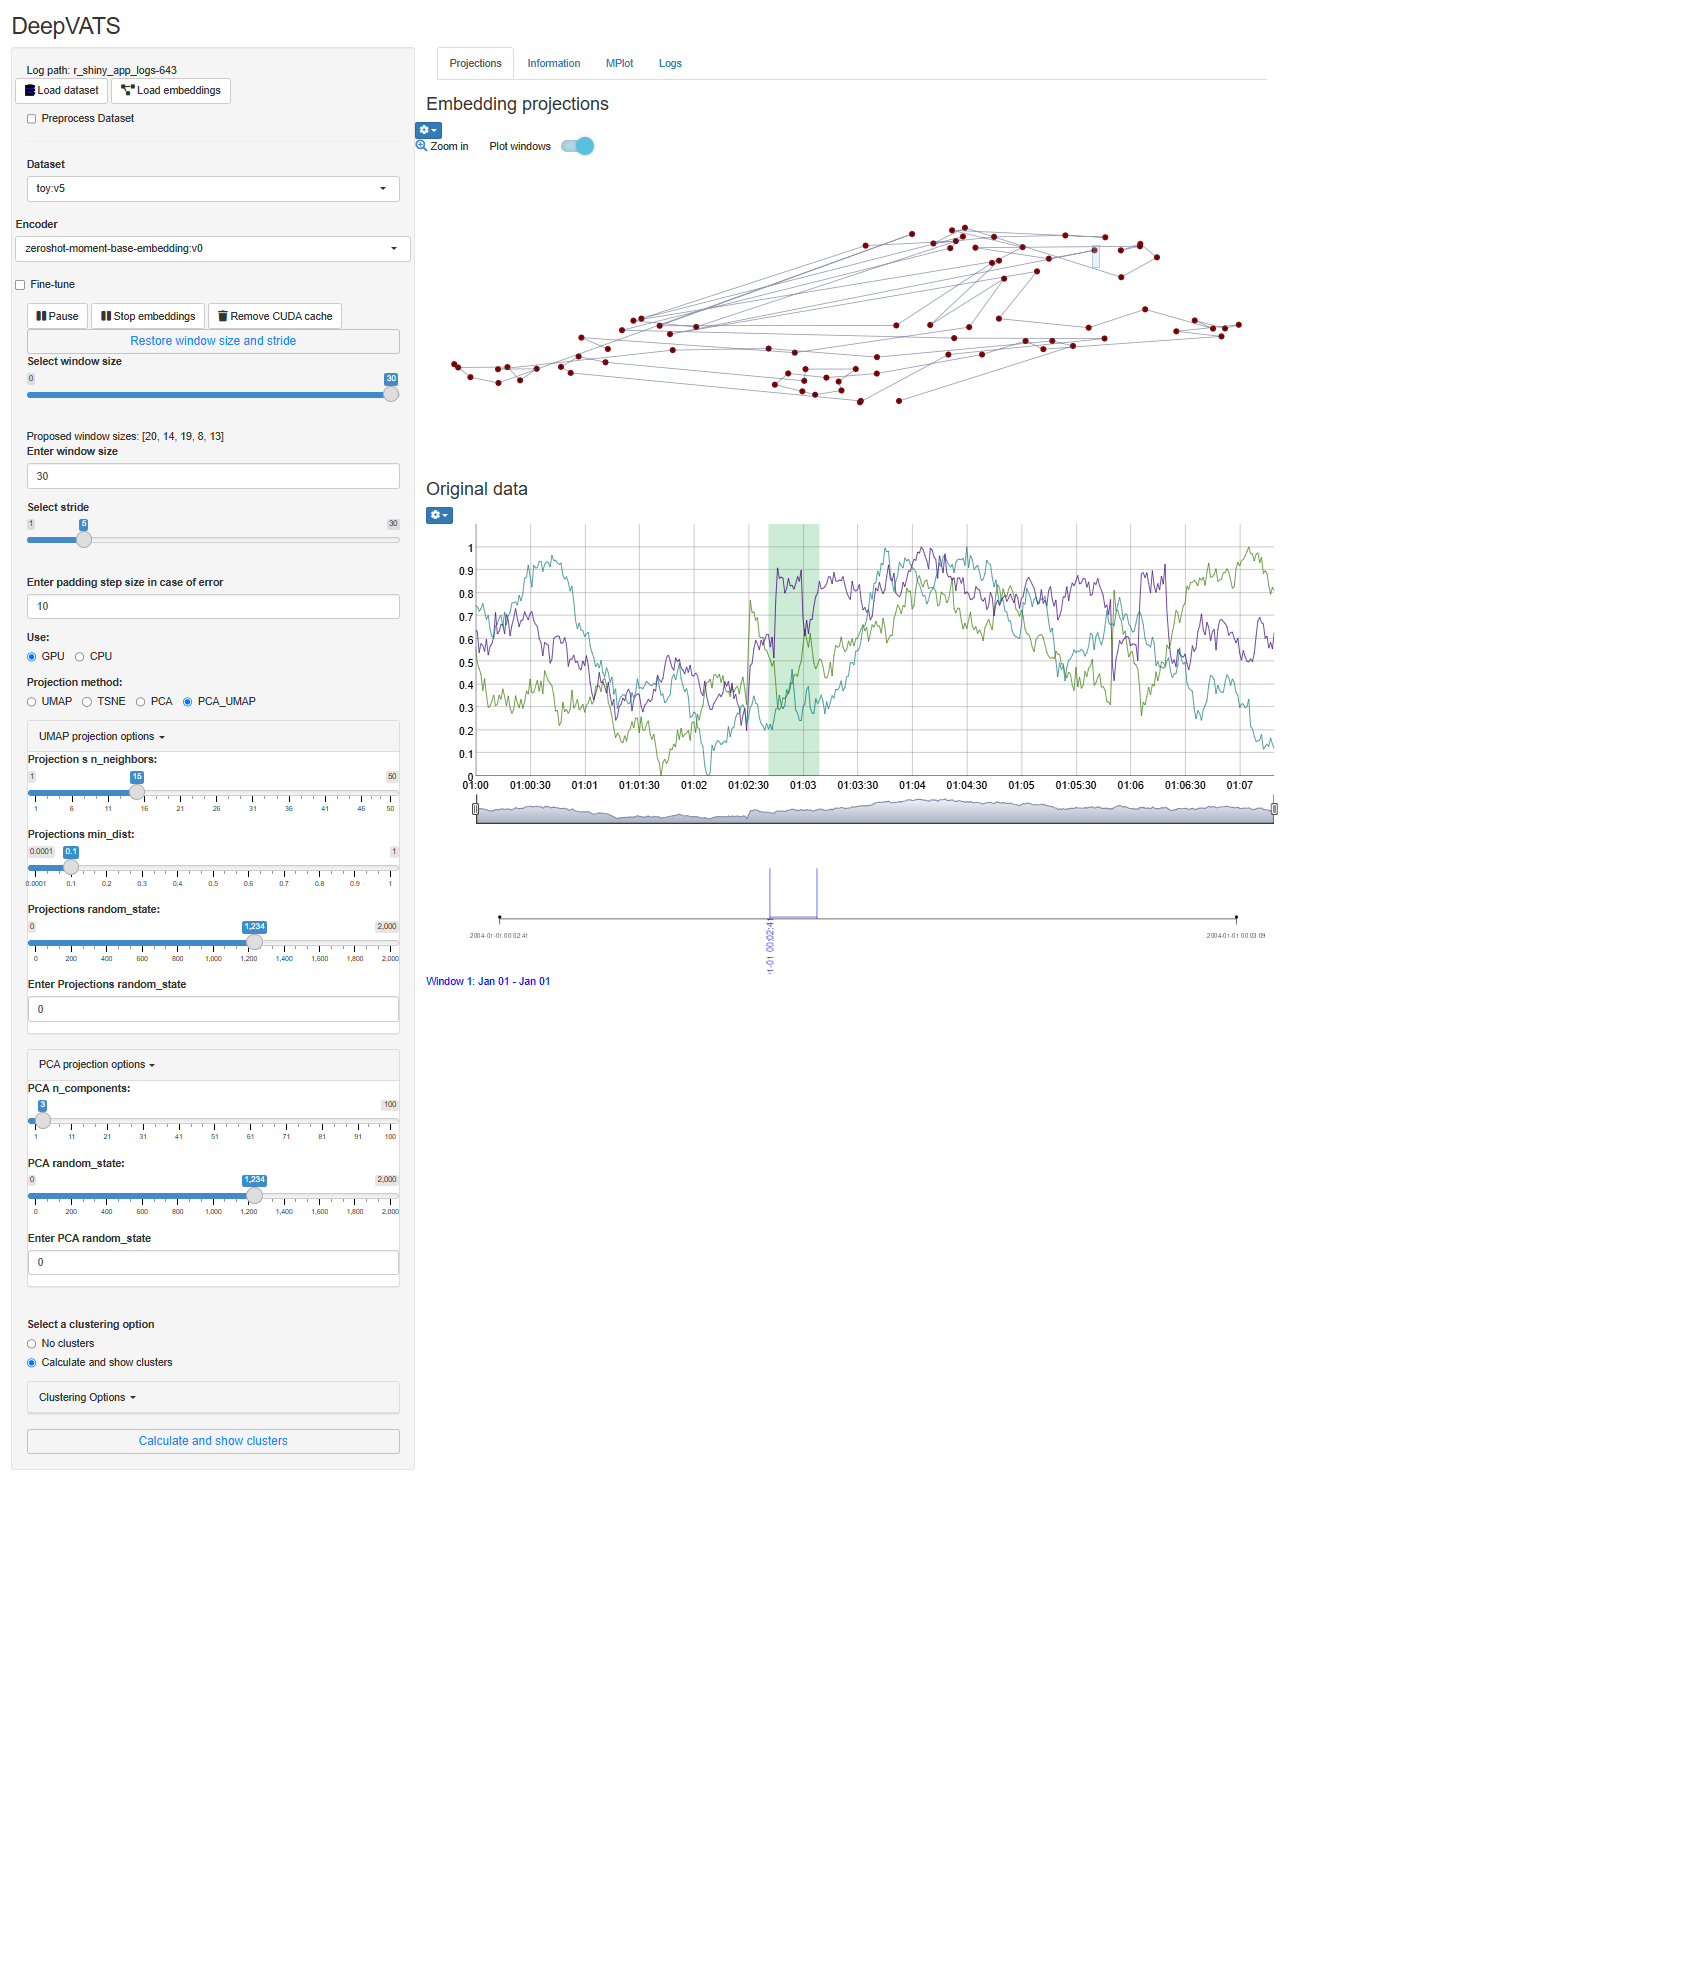 DeepVATS
Log path: r_shiny_app_logs-643
Load dataset
Load embeddings
Preprocess Dataset
Dataset
toy:v5
Encoder
zeroshot-moment-base-embedding:v0
Fine-tune
Pause
Stop embeddings
Remove CUDA cache
Restore window size and stride
Select window size
0
30
Proposed window sizes: [20, 14, 19, 8, 13]
Enter window size
30
Select stride
1 5 30
Enter padding step size in case of error
10
Use:
GPU CPU
Projection method:
UMAP TSNE PCA PCA_UMAP
UMAP projection options
Projection s n_neighbors:
1 15 50
1 6 11 16 21 26 31 36 41 46 50
Projections min_dist:
0.0001 0.1 1
0.0001 0.1 0.2 0.3 0.4 0.5 0.6 0.7 0.8 0.9 1
Projections random_state:
0 1,234 2,000
0 200 400 600 800 1,000 1,200 1,400 1,600 1,800 2,000
Enter Projections random_state
0
PCA projection options
PCA n_components:
3 100
1 11 21 31 41 51 61 71 81 91 100
PCA random_state:
0 1,234 2,000
0 200 400 600 800 1,000 1,200 1,400 1,600 1,800 2,000
Enter PCA random_state
0
Select a clustering option
No clusters
Calculate and show clusters
Clustering Options
Calculate and show clusters
Projections Information MPlot Logs
Embedding projections
Zoom in
Plot windows
Original data
1
0.9
0.8
0.7
0.6
0.5
0.4
0.3
0.2
0.1
0
01:00 01:00:30 01:01 01:01:30 01:02 01:02:30 01:03 01:03:30 01:04 01:04:30 01:05 01:05:30 01:06 01:06:30 01:07
2004-01-01 00:02:41
1-01 00:02:41
2004-01-01 00:03:09
Window 1: Jan 01 - Jan 01